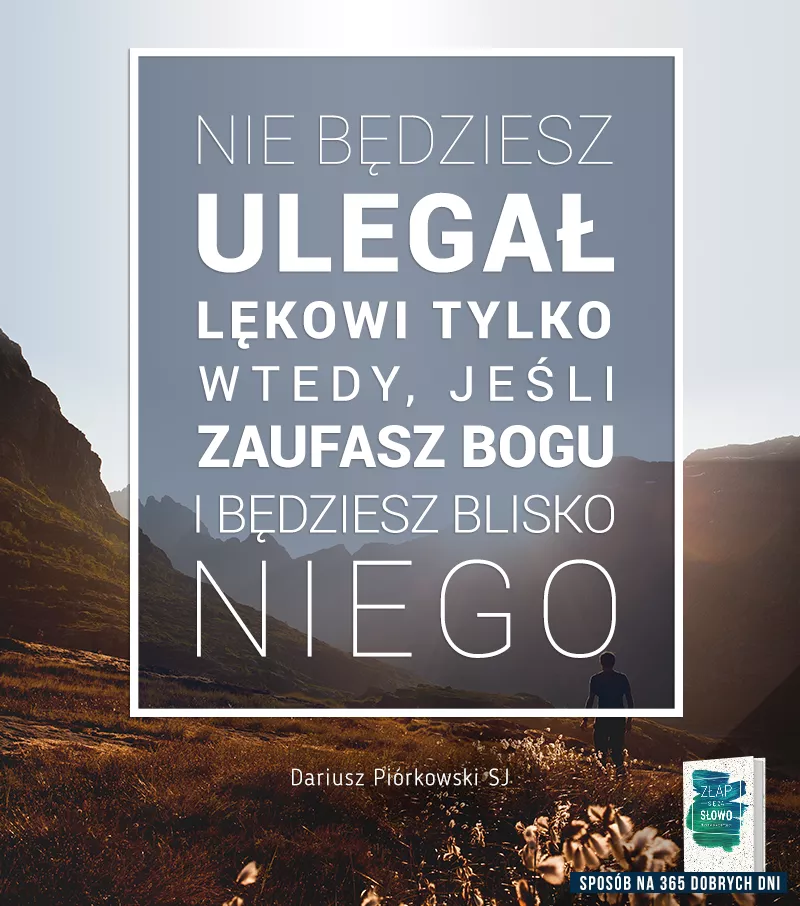 NIE BĘDZIESZ
ULEGAŁ
LĘKOWI TYLKO
WTEDY, JEŚLI
ZAUFASZ BOGU
I BĘDZIESZ BLISKO
NIEGO
Dariusz Piórkowski SJ
ZŁAP
SŁOWO
SPOSÓB NA 365 DOBRYCH DNI